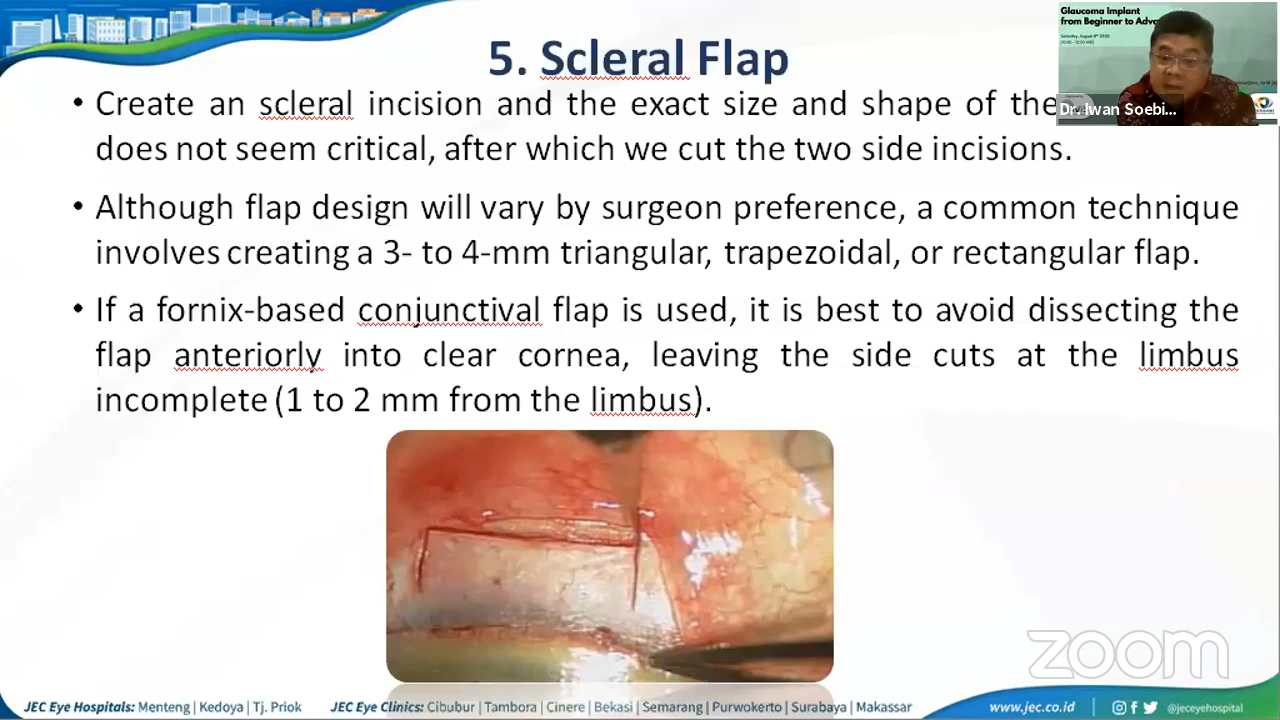 5. Scleral Flap
• Create an scleral incision and the exact size and shape of the
does not seem critical, after which we cut the two side incisions.
• Although flap design will vary by surgeon preference, a common technique
involves creating a 3- to 4-mm triangular, trapezoidal, or rectangular flap.
• If a fornix-based conjunctival flap is used, it is best to avoid dissecting the
flap anteriorly into clear cornea, leaving the side cuts at the limbus
incomplete (1 to 2 mm from the limbus).
Glaucoma Implant
from Beginner to Adva
Saturday, August 8th 2020
Dr. Iwan Soebi...
zoom
JEC Eye Hospitals: Menteng | Kedoya | Tj. Priok JEC Eye Clinics: Cibubur | Tambora | Cinere | Bekasi | Semarang | Purwokerto | Surabaya | Makassar
www.jec.co.id @jeceyehospital